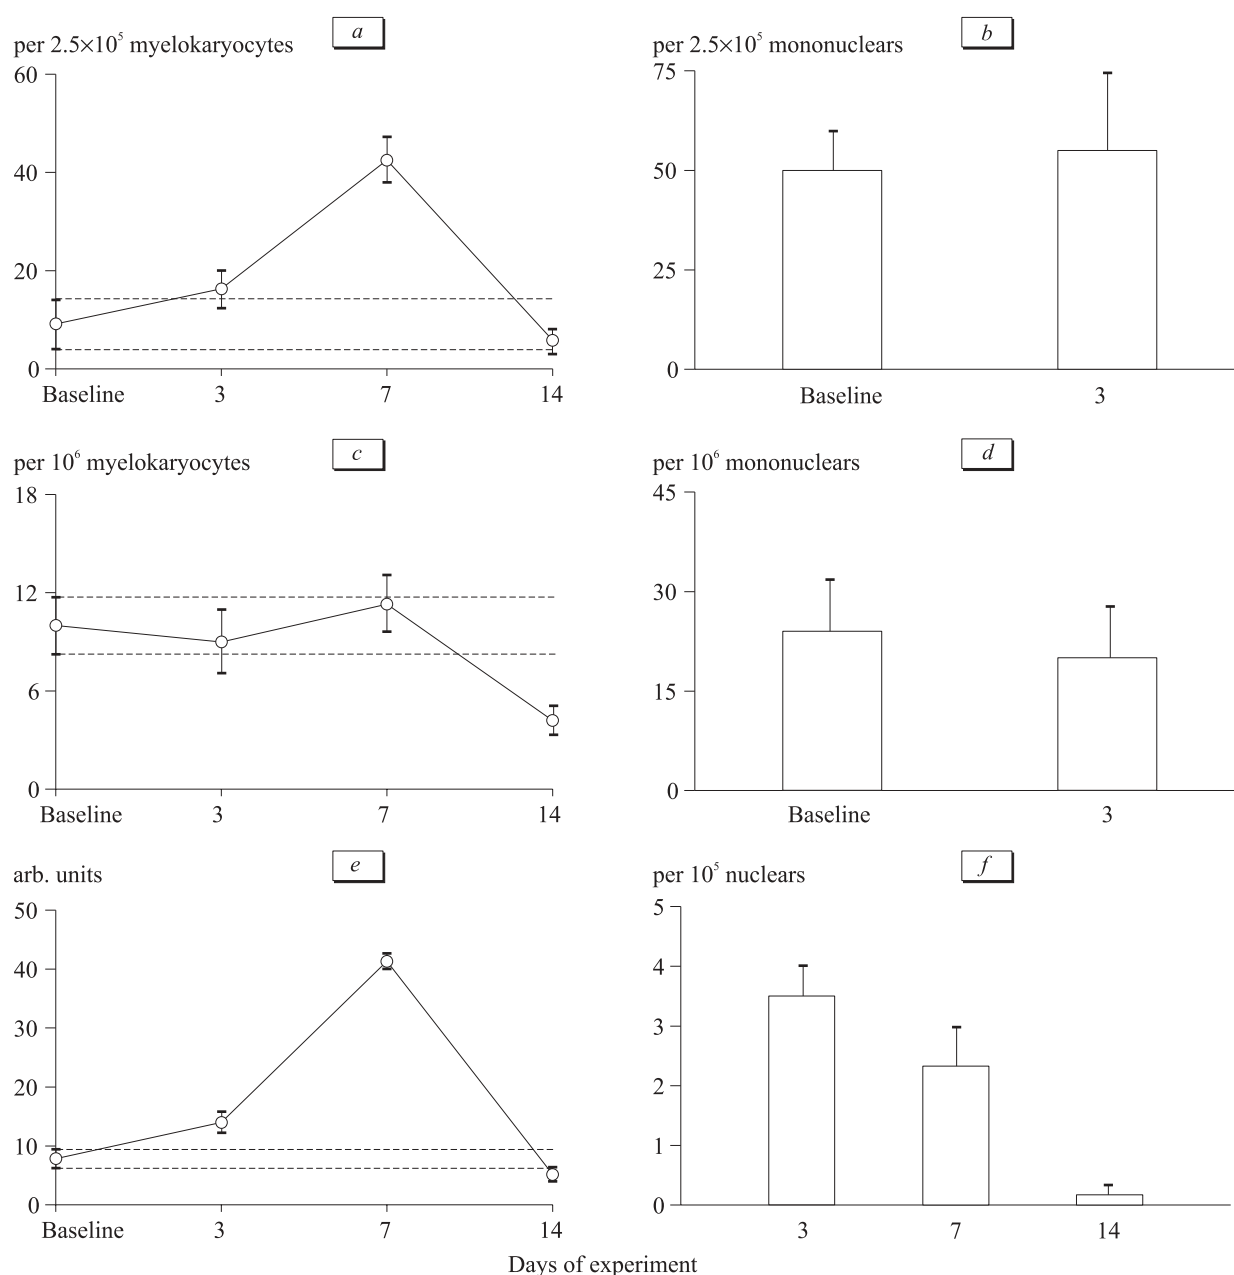 a
per 2.5×10⁵ myelokaryocytes
60
40
20
0
Baseline 3 7 14
b
per 2.5×10⁵ mononuclears
75
50
25
0
Baseline 3
c
per 10⁶ myelokaryocytes
18
12
6
0
Baseline 3 7 14
d
per 10⁶ mononuclears
45
30
15
0
Baseline 3
e
arb. units
50
40
30
20
10
0
Baseline 3 7 14
f
per 10⁵ nuclears
5
4
3
2
1
0
3 7 14
Days of experiment